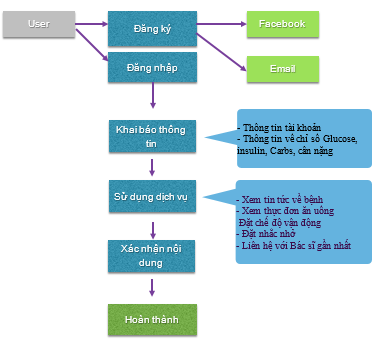 User
Đăng ký
Facebook
Đăng nhập
Email
Khai báo thông
tin
- Thông tin tài khoản
- Thông tin về chỉ số Glucose,
insulin, Carbs, cân nặng
Sử dụng dịch vụ
- Xem tin tức về bệnh
- Xem thực đơn ăn uống
Đặt chế độ vận động
- Đặt nhắc nhở
- Liên hệ với Bác sĩ gần nhất
Xác nhận nội
dung
Hoàn thành